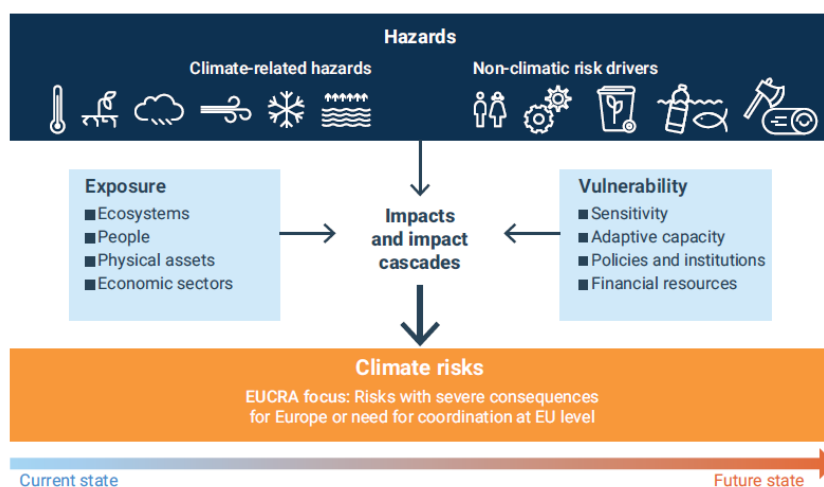 Hazards
Climate-related hazards
Non-climatic risk drivers
Exposure
■Ecosystems
■People
■Physical assets
■Economic sectors
Impacts
and impact
cascades
Vulnerability
■Sensitivity
■Adaptive capacity
■Policies and institutions
■Financial resources
Climate risks
EUCRA focus: Risks with severe consequences
for Europe or need for coordination at EU level
Current state
Future state